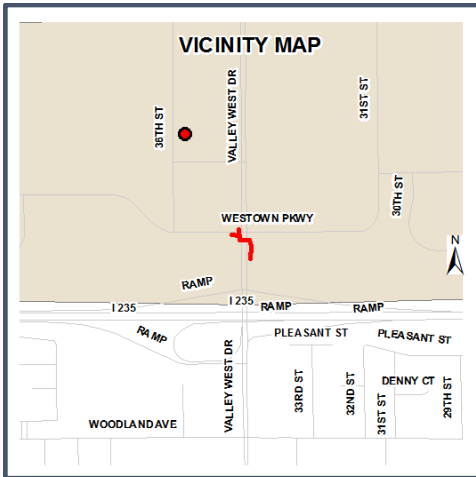 VICINITY MAP
36TH ST
VALLEY WEST DR
31ST ST
30TH ST
WESTOWN PKWY
N
RAMP
I 235
I 235
RAMP
RAMP
RAMP
PLEASANT ST
PLEASANT ST
VALLEY WEST DR
33RD ST
32ND ST
31ST ST
DENNY CT
29TH ST
WOODLAND AVE